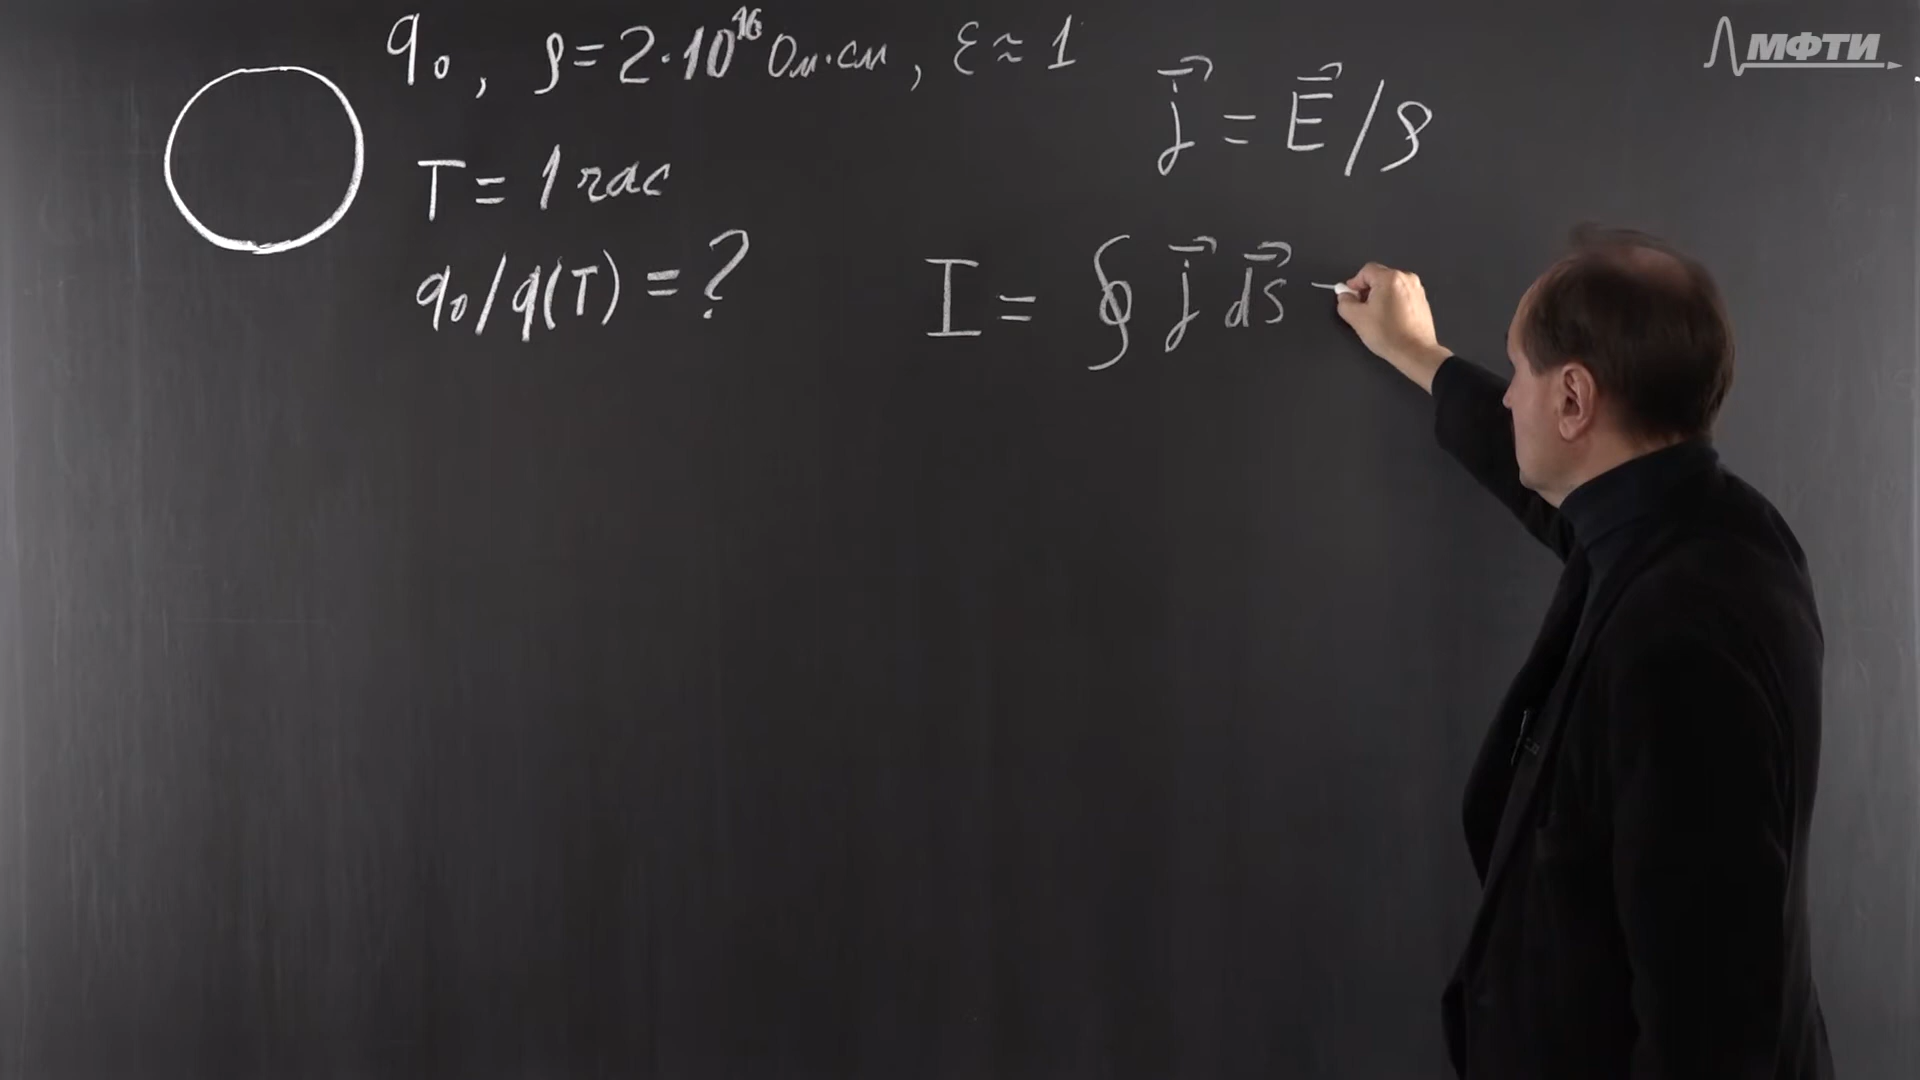 q₀, ρ=2·10¹⁶ Ом·см, ε≈1
T = 1 час
q₀/q(T) = ?
j⃗ = E⃗/ρ
I = ∮ j⃗ dS⃗ –
МФТИ